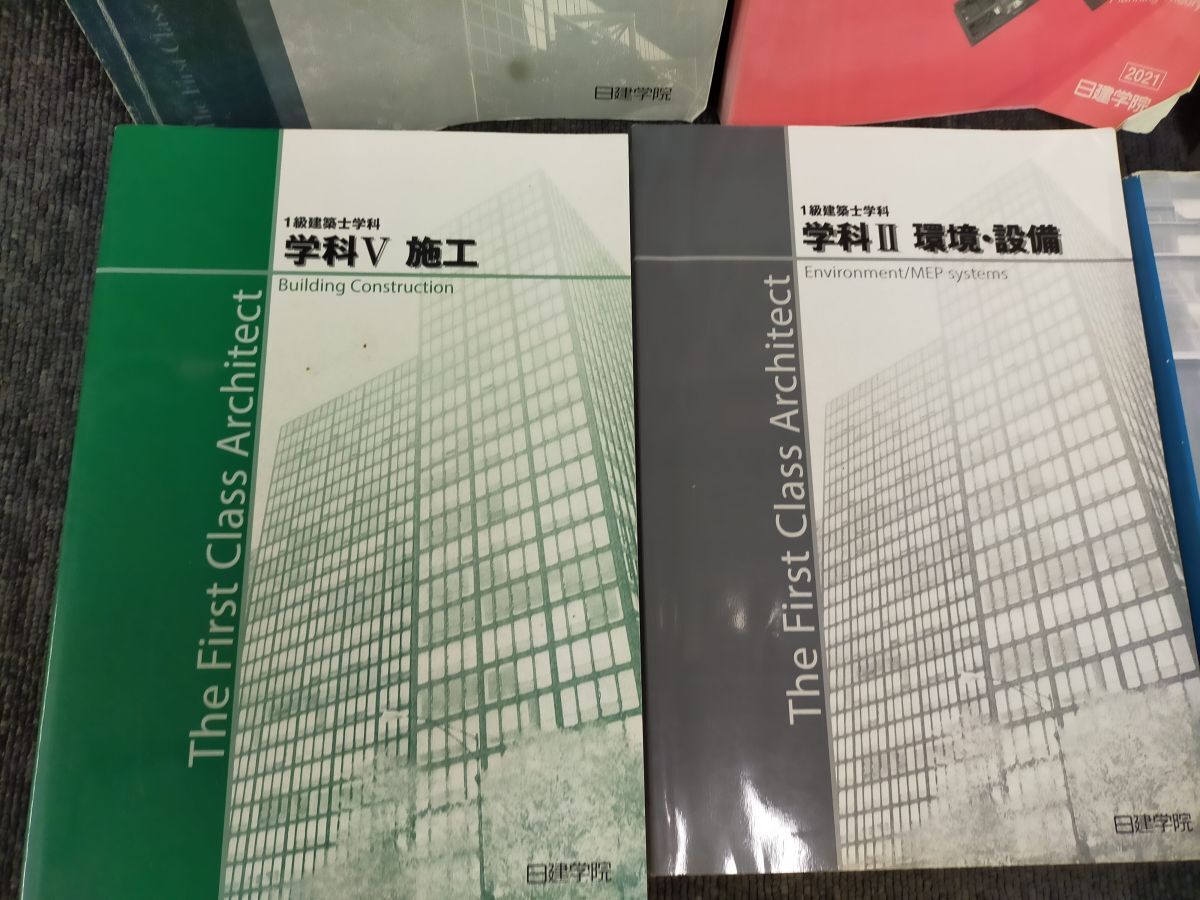 The First Class
日建学院
2021
日建学院
1級建築士学科
学科Ⅴ 施工
Building Construction
The First Class Architect
日建学院
1級建築士学科
学科Ⅱ 環境・設備
Environment/MEP systems
The First Class Architect
日建学院